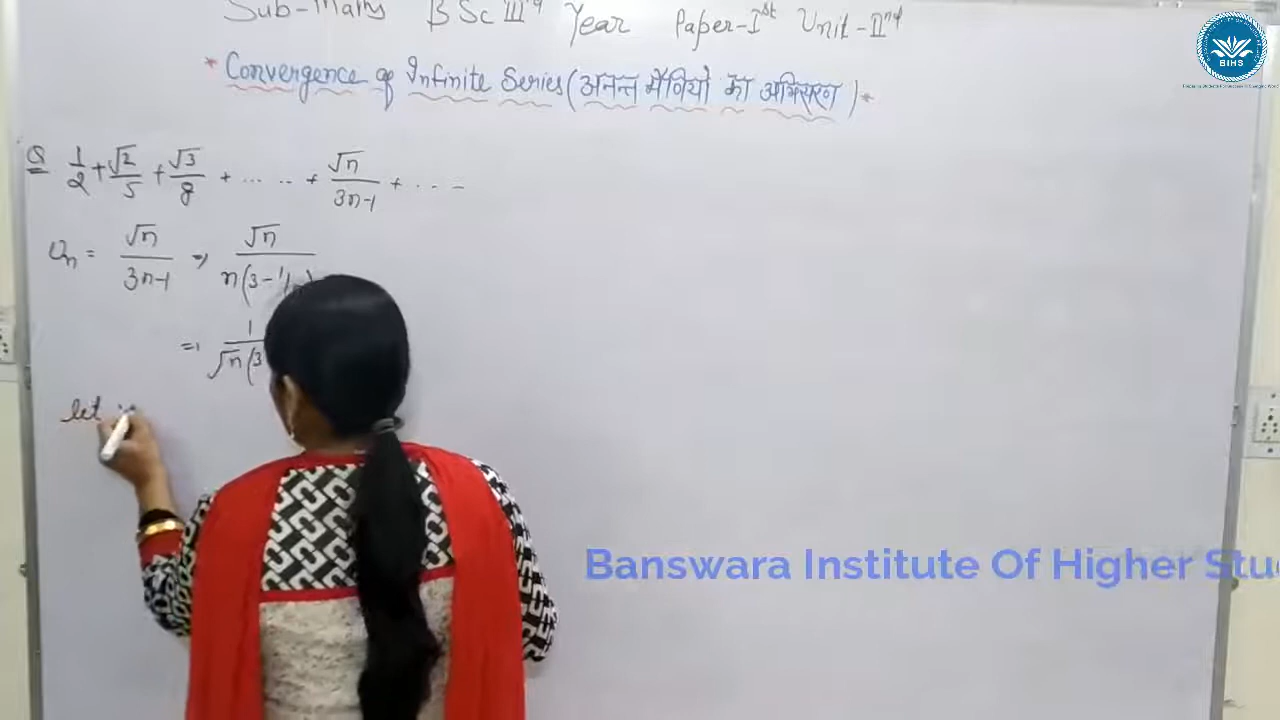 Sub-Maths BSc IIIrd Year Paper-Ist Unit-IInd
* Convergence of Infinite Series (अनन्त श्रेणियों का अभिसरण) *
Q 1/2 + √2/5 + √3/8 + ..... + √n/3n-1 + ....
Un = √n/3n-1 ⇒ √n/n(3-1/n)
⇒ 1/√n(3
let
BIHS
Banswara Institute Of Higher Stu